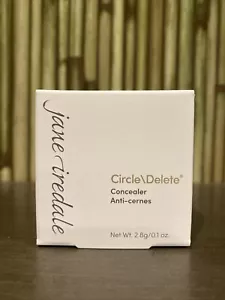 jane iredale
Circle\Delete®
Concealer
Anti-cernes
Net Wt. 2.8g/0.1 oz.